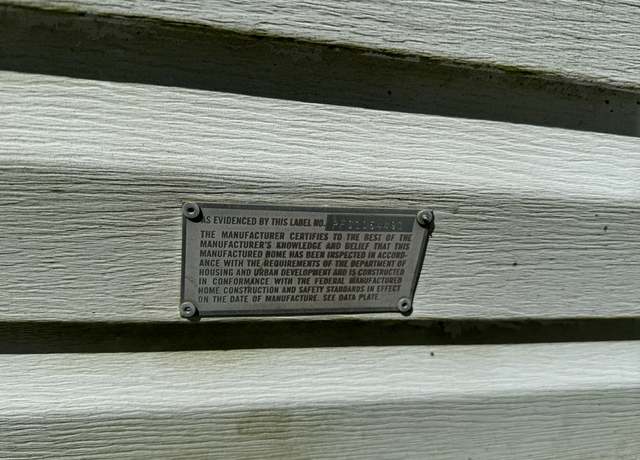 AS EVIDENCED BY THIS LABEL NO.
THE MANUFACTURER CERTIFIES TO THE BEST OF THE
MANUFACTURER'S KNOWLEDGE AND BELIEF THAT THIS
MANUFACTURED HOME HAS BEEN INSPECTED IN ACCORD-
ANCE WITH THE REQUIREMENTS OF THE DEPARTMENT OF
HOUSING AND URBAN DEVELOPMENT AND IS CONSTRUCTED
IN CONFORMANCE WITH THE FEDERAL MANUFACTURED
HOME CONSTRUCTION AND SAFETY STANDARDS IN EFFECT
ON THE DATE OF MANUFACTURE. SEE DATA PLATE.